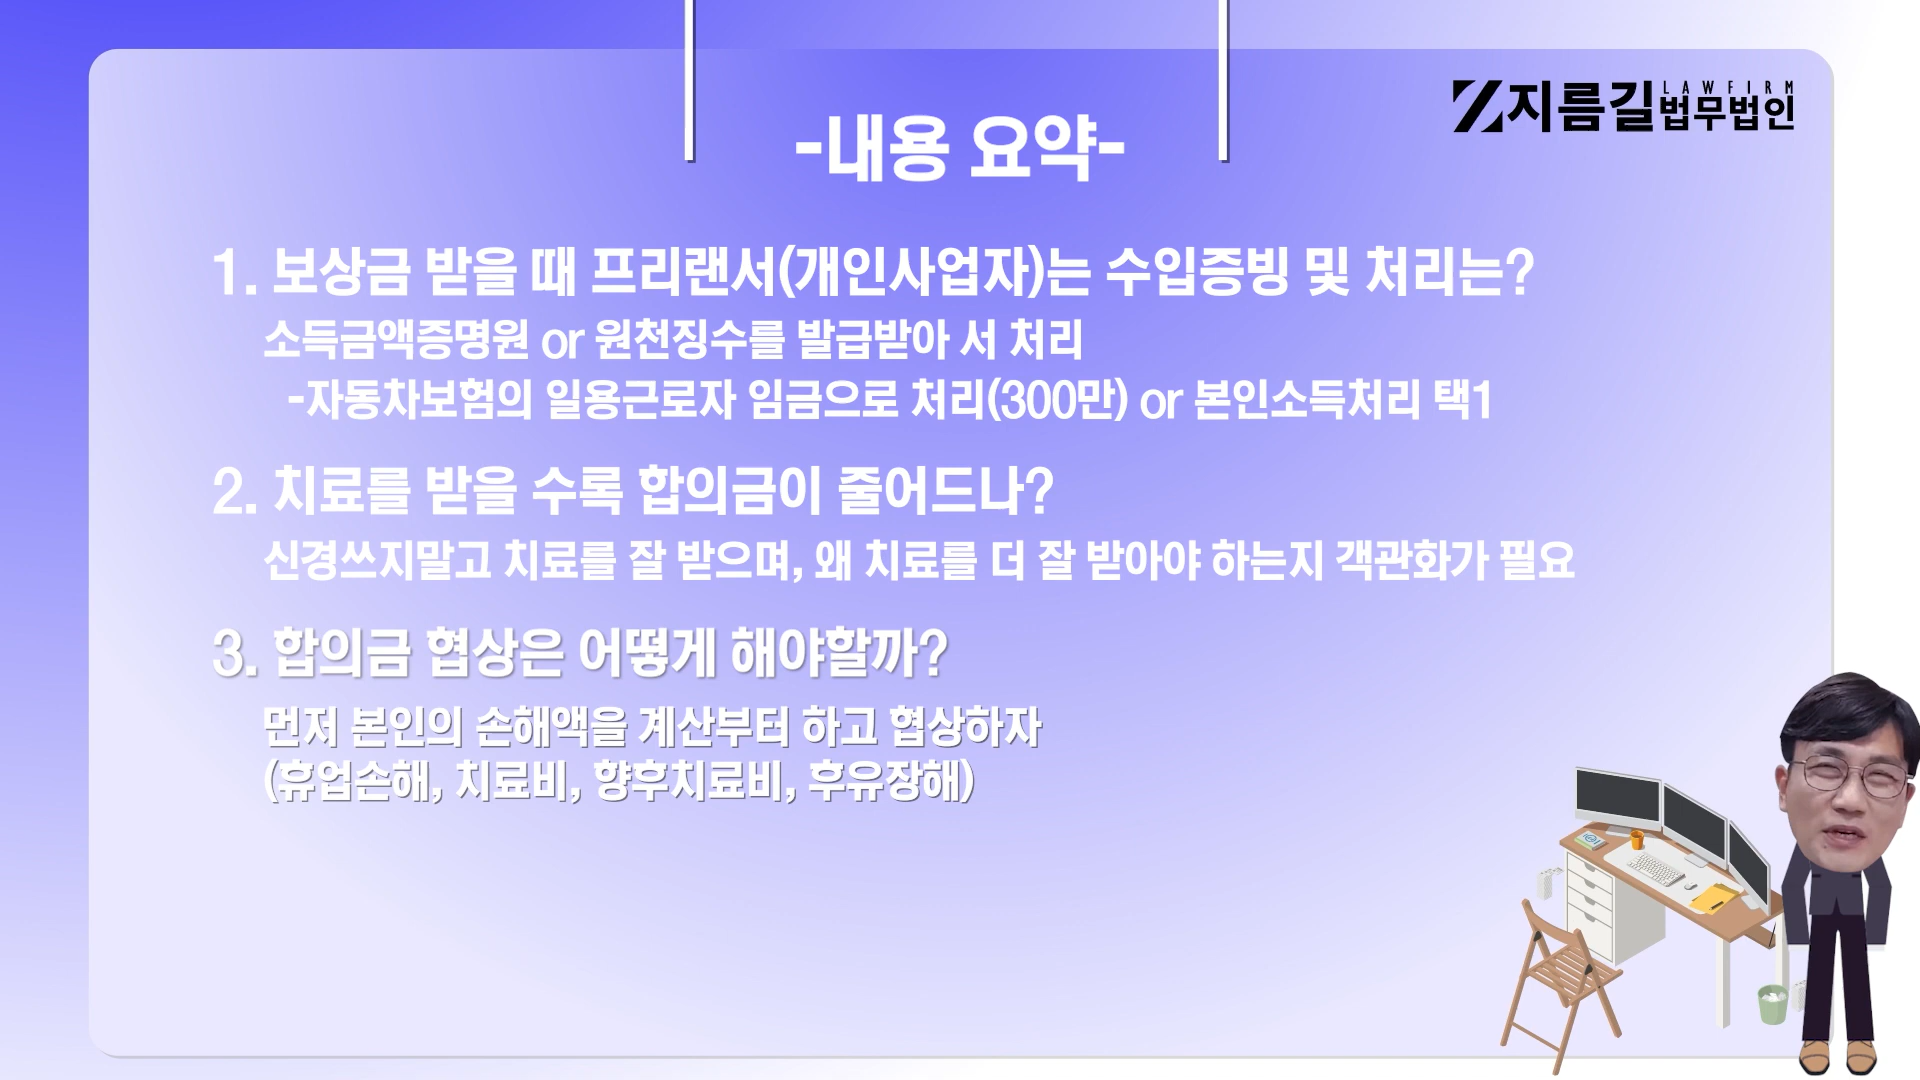 지름길 법무법인
LAWFIRM
-내용 요약-
1. 보상금 받을 때 프리랜서(개인사업자)는 수입증빙 및 처리는?
소득금액증명원 or 원천징수를 발급받아 서 처리
-자동차보험의 일용근로자 임금으로 처리(300만) or 본인소득처리 택1
2. 치료를 받을 수록 합의금이 줄어드나?
신경쓰지말고 치료를 잘 받으며, 왜 치료를 더 잘 받아야 하는지 객관화가 필요
3. 합의금 협상은 어떻게 해야할까?
먼저 본인의 손해액을 계산부터 하고 협상하자
(휴업손해, 치료비, 향후치료비, 후유장해)